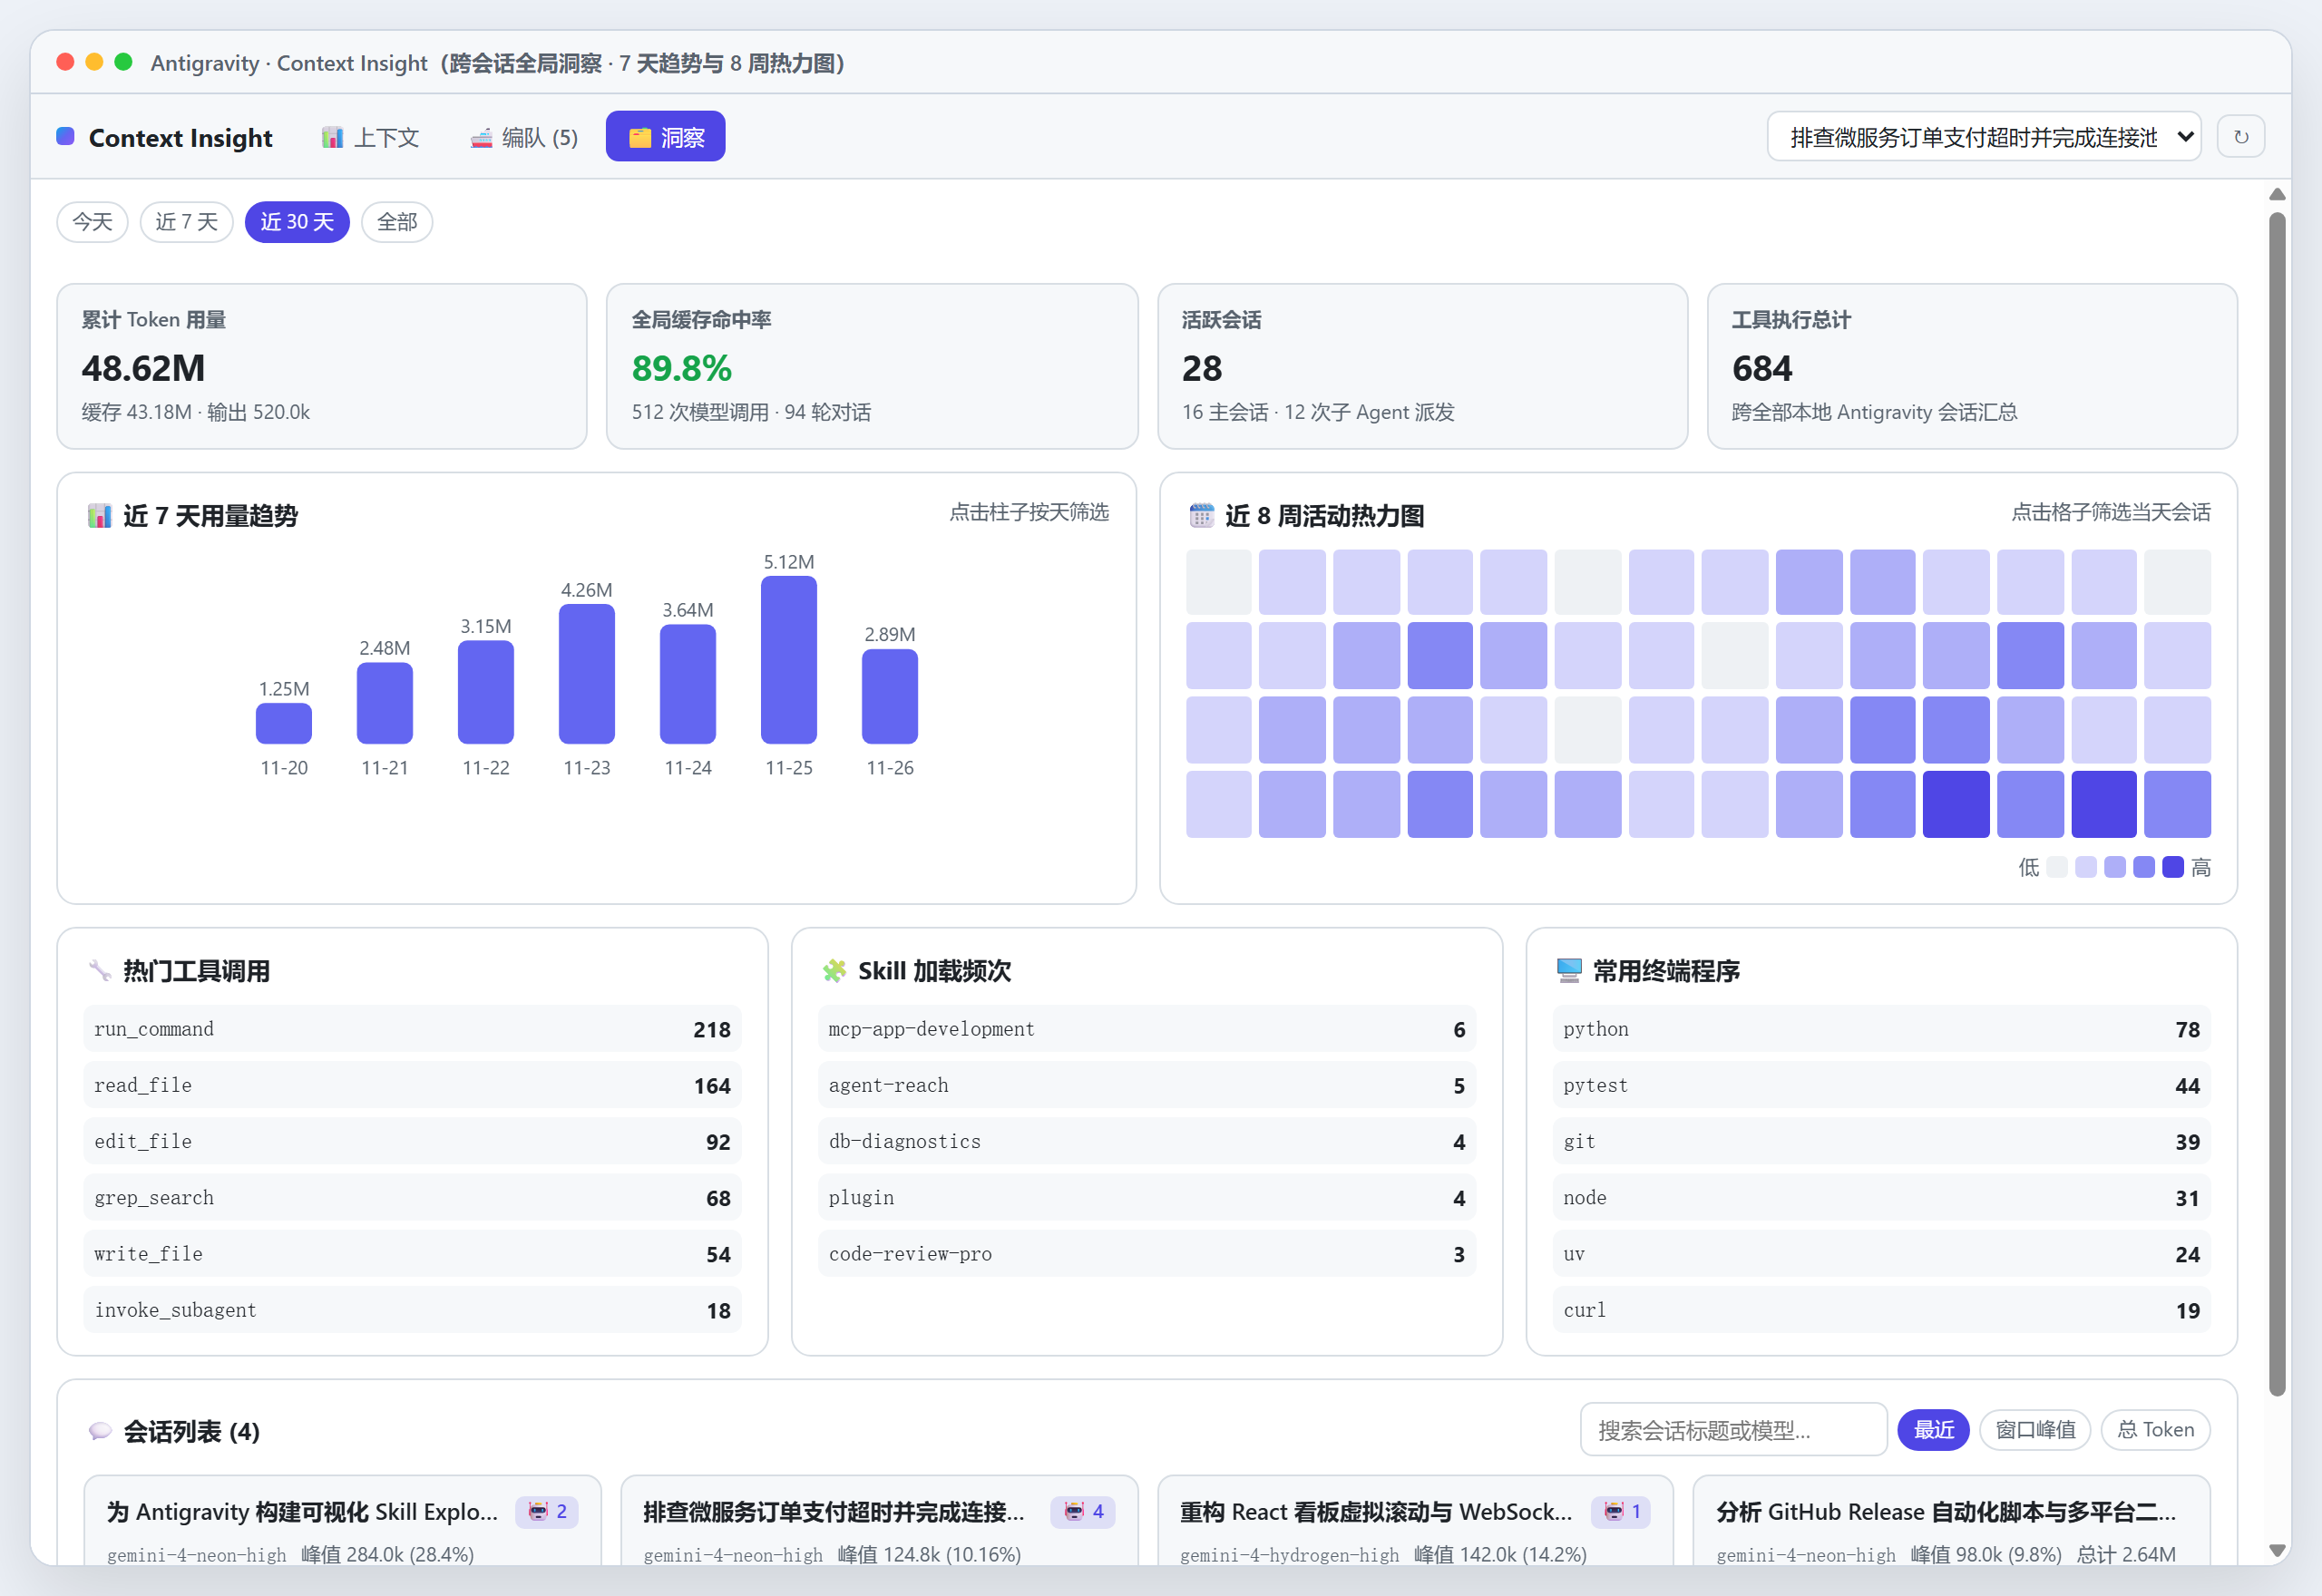 Antigravity · Context Insight（跨会话全局洞察 · 7 天趋势与 8 周热力图）
Context Insight
上下文
编队 (5)
洞察
排查微服务订单支付超时并完成连接池
今天
近 7 天
近 30 天
全部
累计 Token 用量
48.62M
缓存 43.18M · 输出 520.0k
全局缓存命中率
89.8%
512 次模型调用 · 94 轮对话
活跃会话
28
16 主会话 · 12 次子 Agent 派发
工具执行总计
684
跨全部本地 Antigravity 会话汇总
近 7 天用量趋势
点击柱子按天筛选
1.25M
2.48M
3.15M
4.26M
3.64M
5.12M
2.89M
11-20
11-21
11-22
11-23
11-24
11-25
11-26
近 8 周活动热力图
点击格子筛选当天会话
低
高
热门工具调用
run_command 218
read_file 164
edit_file 92
grep_search 68
write_file 54
invoke_subagent 18
Skill 加载频次
mcp-app-development 6
agent-reach 5
db-diagnostics 4
plugin 4
code-review-pro 3
常用终端程序
python 78
pytest 44
git 39
node 31
uv 24
curl 19
会话列表 (4)
搜索会话标题或模型...
最近
窗口峰值
总 Token
为 Antigravity 构建可视化 Skill Explo... 2
gemini-4-neon-high 峰值 284.0k (28.4%)
排查微服务订单支付超时并完成连接... 4
gemini-4-neon-high 峰值 124.8k (10.16%)
重构 React 看板虚拟滚动与 WebSock... 1
gemini-4-hydrogen-high 峰值 142.0k (14.2%)
分析 GitHub Release 自动化脚本与多平台二...
gemini-4-neon-high 峰值 98.0k (9.8%) 总计 2.64M